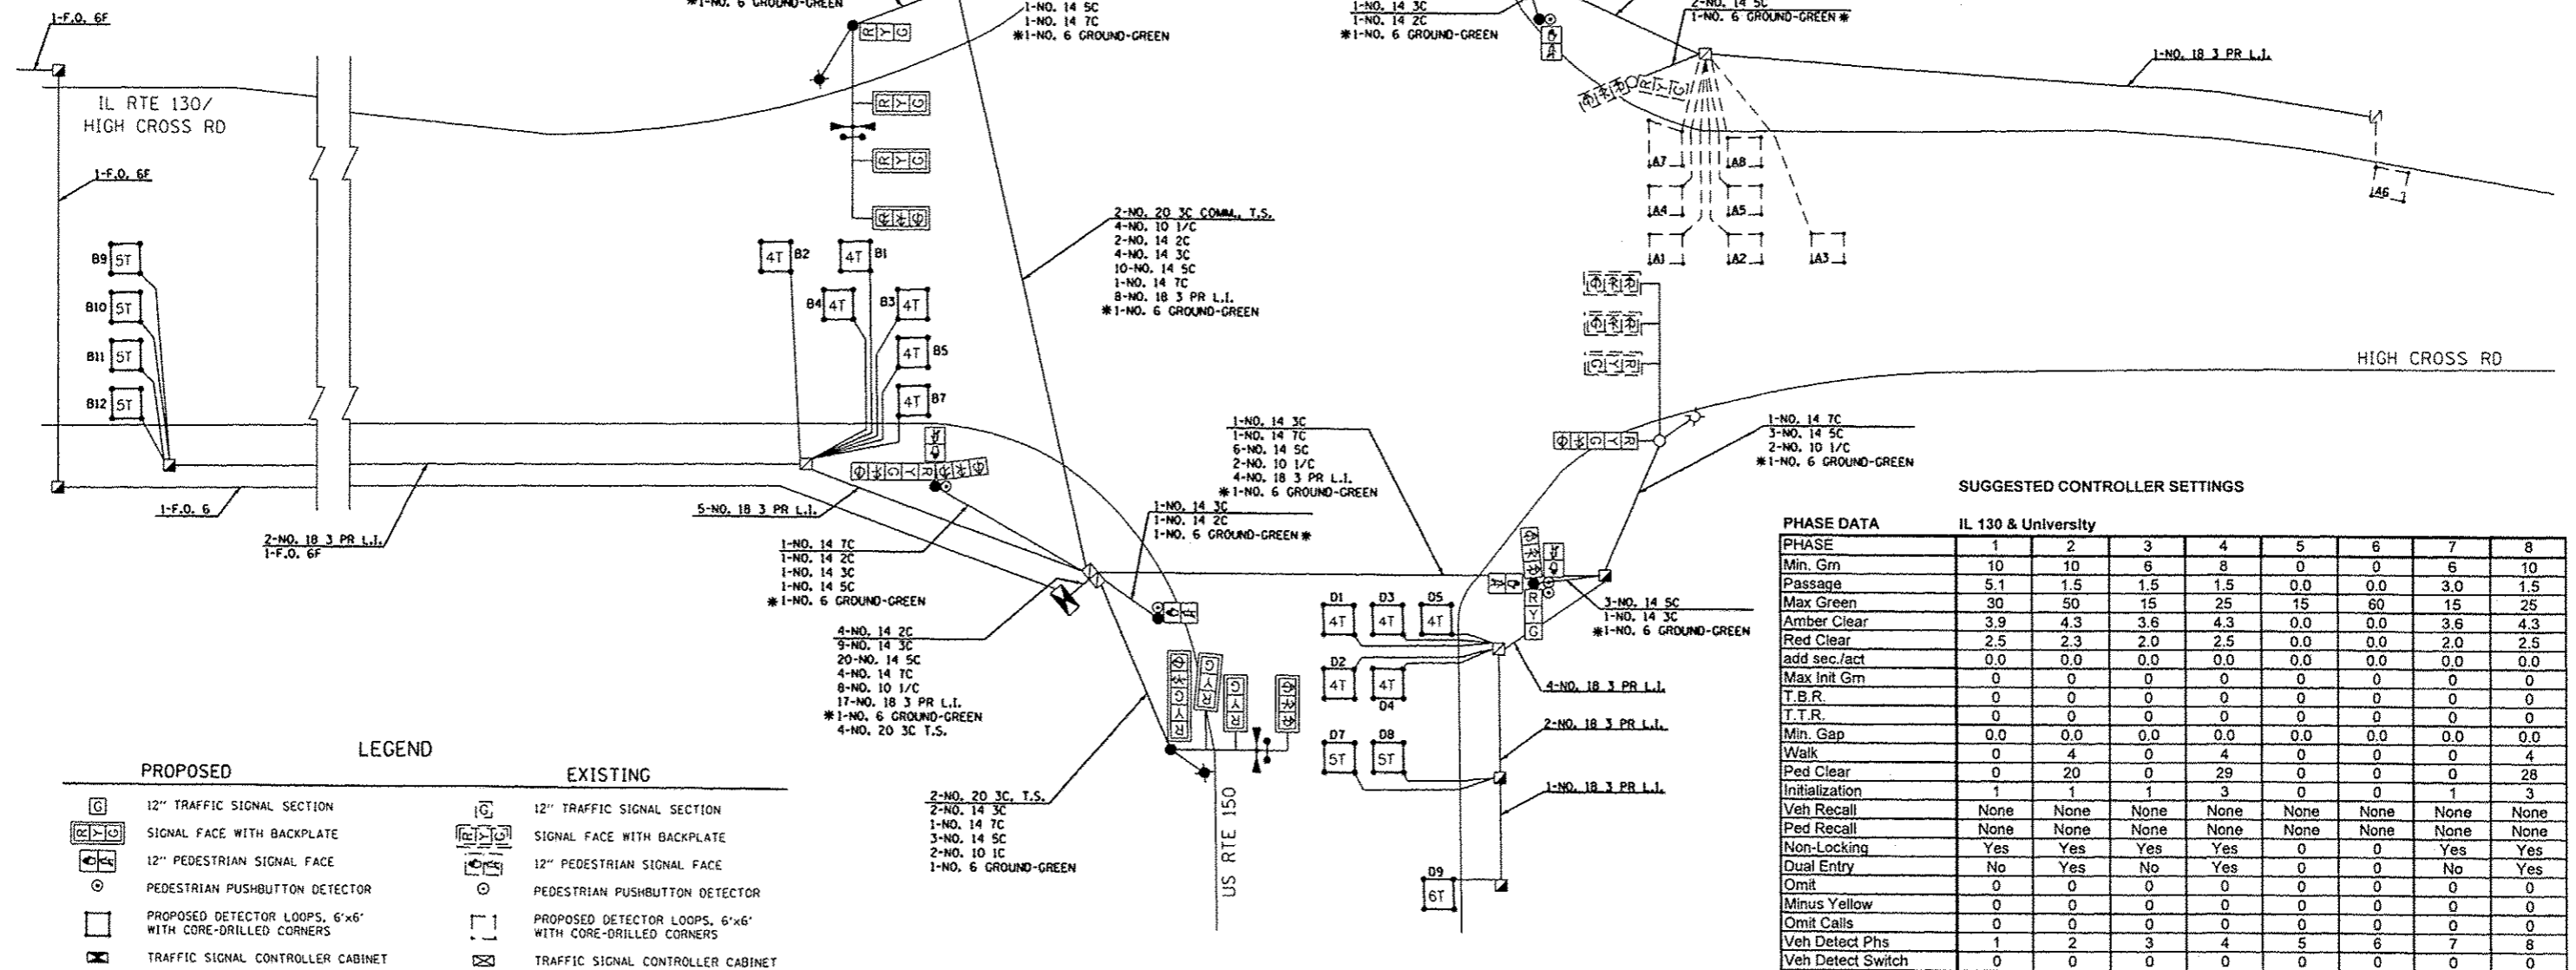 *1-NO. 6 GROUND-GREEN
1-NO. 14 5C
1-NO. 14 7C
*1-NO. 6 GROUND-GREEN
1-NO. 14 3C
1-NO. 14 2C
*1-NO. 6 GROUND-GREEN
2-NO. 14 5C
1-NO. 6 GROUND-GREEN *
1-F.O. 6F
IL RTE 130/
HIGH CROSS RD
1-F.O. 6F
R Y G
R Y G
R Y G
1-NO. 18 3 PR L.I.
R Y G
A7
A8
A4
A5
A1
A2
A3
A6
2-NO. 20 3C COMM., T.S.
4-NO. 10 1/C
2-NO. 14 2C
4-NO. 14 3C
10-NO. 14 5C
1-NO. 14 7C
8-NO. 18 3 PR L.I.
*1-NO. 6 GROUND-GREEN
B9 5T
B10 5T
B11 5T
B12 5T
4T B2
4T B1
B4 4T
B3 4T
4T B5
4T B7
R Y G
HIGH CROSS RD
R Y G
1-F.O. 6
2-NO. 18 3 PR L.I.
1-F.O. 6F
5-NO. 18 3 PR L.I.
R Y G
1-NO. 14 7C
1-NO. 14 2C
1-NO. 14 3C
1-NO. 14 5C
*1-NO. 6 GROUND-GREEN
1-NO. 14 3C
1-NO. 14 2C
1-NO. 6 GROUND-GREEN *
1-NO. 14 3C
1-NO. 14 7C
6-NO. 14 5C
2-NO. 10 1/C
4-NO. 18 3 PR L.I.
*1-NO. 6 GROUND-GREEN
1-NO. 14 7C
3-NO. 14 5C
2-NO. 10 1/C
*1-NO. 6 GROUND-GREEN
4-NO. 14 2C
9-NO. 14 3C
20-NO. 14 5C
4-NO. 14 7C
8-NO. 10 1/C
17-NO. 18 3 PR L.I.
*1-NO. 6 GROUND-GREEN
4-NO. 20 3C T.S.
G Y R
G Y R
G Y R
2-NO. 20 3C, T.S.
2-NO. 14 3C
1-NO. 14 7C
3-NO. 14 5C
2-NO. 10 1C
1-NO. 6 GROUND-GREEN
US RTE 150
D1 D3 D5
4T 4T 4T
D2
4T 4T
D4
D7 D8
5T 5T
D9
6T
R
Y
G
3-NO. 14 5C
1-NO. 14 3C
*1-NO. 6 GROUND-GREEN
4-NO. 18 3 PR L.I.
2-NO. 18 3 PR L.I.
1-NO. 18 3 PR L.I.
LEGEND
PROPOSED EXISTING
G 12" TRAFFIC SIGNAL SECTION G 12" TRAFFIC SIGNAL SECTION
R Y G SIGNAL FACE WITH BACKPLATE R Y G SIGNAL FACE WITH BACKPLATE
12" PEDESTRIAN SIGNAL FACE 12" PEDESTRIAN SIGNAL FACE
PEDESTRIAN PUSHBUTTON DETECTOR PEDESTRIAN PUSHBUTTON DETECTOR
PROPOSED DETECTOR LOOPS, 6'x6' PROPOSED DETECTOR LOOPS, 6'x6'
WITH CORE-DRILLED CORNERS WITH CORE-DRILLED CORNERS
TRAFFIC SIGNAL CONTROLLER CABINET TRAFFIC SIGNAL CONTROLLER CABINET
SUGGESTED CONTROLLER SETTINGS
PHASE DATA IL 130 & University
PHASE 1 2 3 4 5 6 7 8
Min. Grn 10 10 6 8 0 0 6 10
Passage 5.1 1.5 1.5 1.5 0.0 0.0 3.0 1.5
Max Green 30 50 15 25 15 60 15 25
Amber Clear 3.9 4.3 3.6 4.3 0.0 0.0 3.6 4.3
Red Clear 2.5 2.3 2.0 2.5 0.0 0.0 2.0 2.5
add sec./act 0.0 0.0 0.0 0.0 0.0 0.0 0.0 0.0
Max Init Grn 0 0 0 0 0 0 0 0
T.B.R. 0 0 0 0 0 0 0 0
T.T.R. 0 0 0 0 0 0 0 0
Min. Gap 0.0 0.0 0.0 0.0 0.0 0.0 0.0 0.0
Walk 0 4 0 4 0 0 0 4
Ped Clear 0 20 0 29 0 0 0 28
Initialization 1 1 1 3 0 0 1 3
Veh Recall None None None None None None None None
Ped Recall None None None None None None None None
Non-Locking Yes Yes Yes Yes 0 0 Yes Yes
Dual Entry No Yes No Yes 0 0 No Yes
Omit 0 0 0 0 0 0 0 0
Minus Yellow 0 0 0 0 0 0 0 0
Omit Calls 0 0 0 0 0 0 0 0
Veh Detect Phs 1 2 3 4 5 6 7 8
Veh Detect Switch 0 0 0 0 0 0 0 0